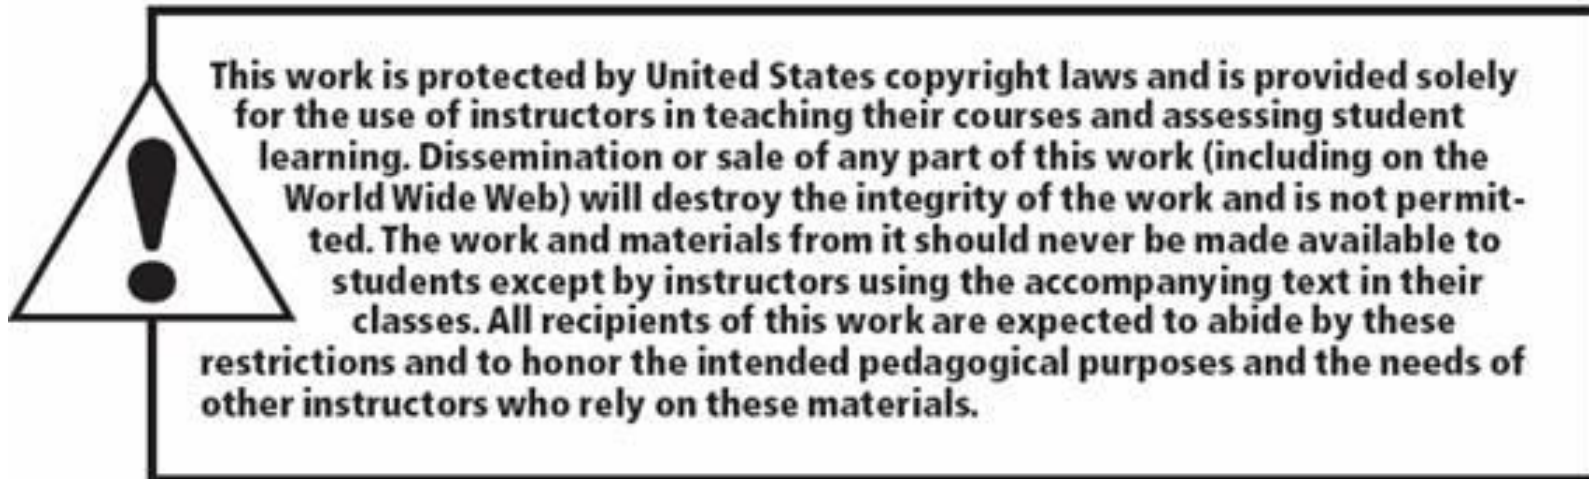 This work is protected by United States copyright laws and is provided solely
for the use of instructors in teaching their courses and assessing student
learning. Dissemination or sale of any part of this work (including on the
World Wide Web) will destroy the integrity of the work and is not permit-
ted. The work and materials from it should never be made available to
students except by instructors using the accompanying text in their
classes. All recipients of this work are expected to abide by these
restrictions and to honor the intended pedagogical purposes and the needs of
other instructors who rely on these materials.